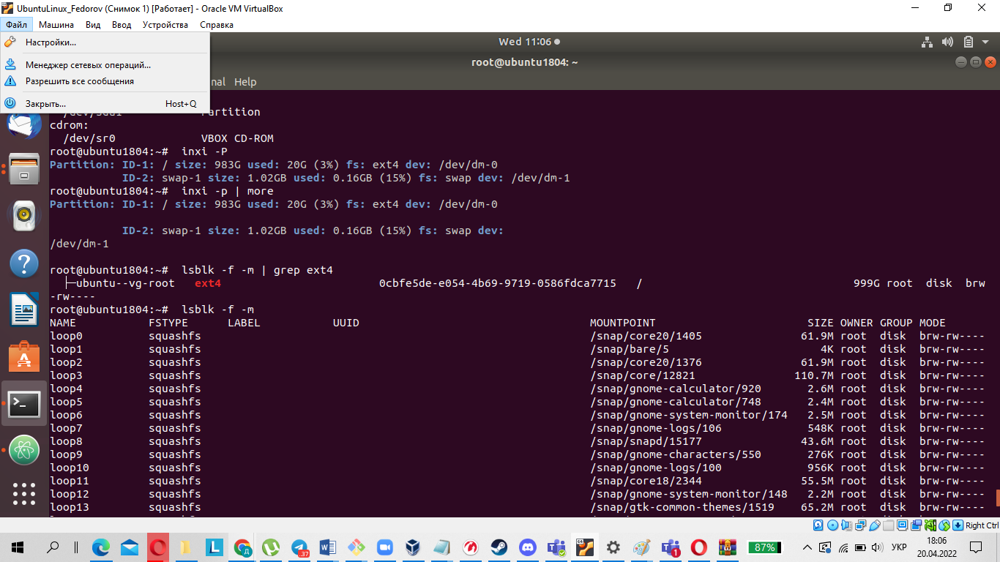 UbuntuLinux_Fedorov (Снимок 1) [Работает] - Oracle VM VirtualBox
Файл Машина Вид Ввод Устройства Справка
Настройки...
Менеджер сетевых операций...
Разрешить все сообщения
Закрыть... Host+Q
Wed 11:06
root@ubuntu1804: ~
nal Help
Partition
cdrom:
/dev/sr0 VBOX CD-ROM
root@ubuntu1804:~# inxi -P
Partition: ID-1: / size: 983G used: 20G (3%) fs: ext4 dev: /dev/dm-0
ID-2: swap-1 size: 1.02GB used: 0.16GB (15%) fs: swap dev: /dev/dm-1
root@ubuntu1804:~# inxi -p | more
Partition: ID-1: / size: 983G used: 20G (3%) fs: ext4 dev: /dev/dm-0
ID-2: swap-1 size: 1.02GB used: 0.16GB (15%) fs: swap dev:
/dev/dm-1
root@ubuntu1804:~# lsblk -f -m | grep ext4
├─ubuntu--vg-root ext4 0cbfe5de-e054-4b69-9719-0586fdca7715 / 999G root disk brw
-rw----
root@ubuntu1804:~# lsblk -f -m
NAME FSTYPE LABEL UUID MOUNTPOINT SIZE OWNER GROUP MODE
loop0 squashfs /snap/core20/1405 61.9M root disk brw-rw----
loop1 squashfs /snap/bare/5 4K root disk brw-rw----
loop2 squashfs /snap/core20/1376 61.9M root disk brw-rw----
loop3 squashfs /snap/core/12821 110.7M root disk brw-rw----
loop4 squashfs /snap/gnome-calculator/920 2.6M root disk brw-rw----
loop5 squashfs /snap/gnome-calculator/748 2.4M root disk brw-rw----
loop6 squashfs /snap/gnome-system-monitor/174 2.5M root disk brw-rw----
loop7 squashfs /snap/gnome-logs/106 548K root disk brw-rw----
loop8 squashfs /snap/snapd/15177 43.6M root disk brw-rw----
loop9 squashfs /snap/gnome-characters/550 276K root disk brw-rw----
loop10 squashfs /snap/gnome-logs/100 956K root disk brw-rw----
loop11 squashfs /snap/core18/2344 55.5M root disk brw-rw----
loop12 squashfs /snap/gnome-system-monitor/148 2.2M root disk brw-rw----
loop13 squashfs /snap/gtk-common-themes/1519 65.2M root disk brw-rw----
Right Ctrl
87%
УКР
18:06
20.04.2022